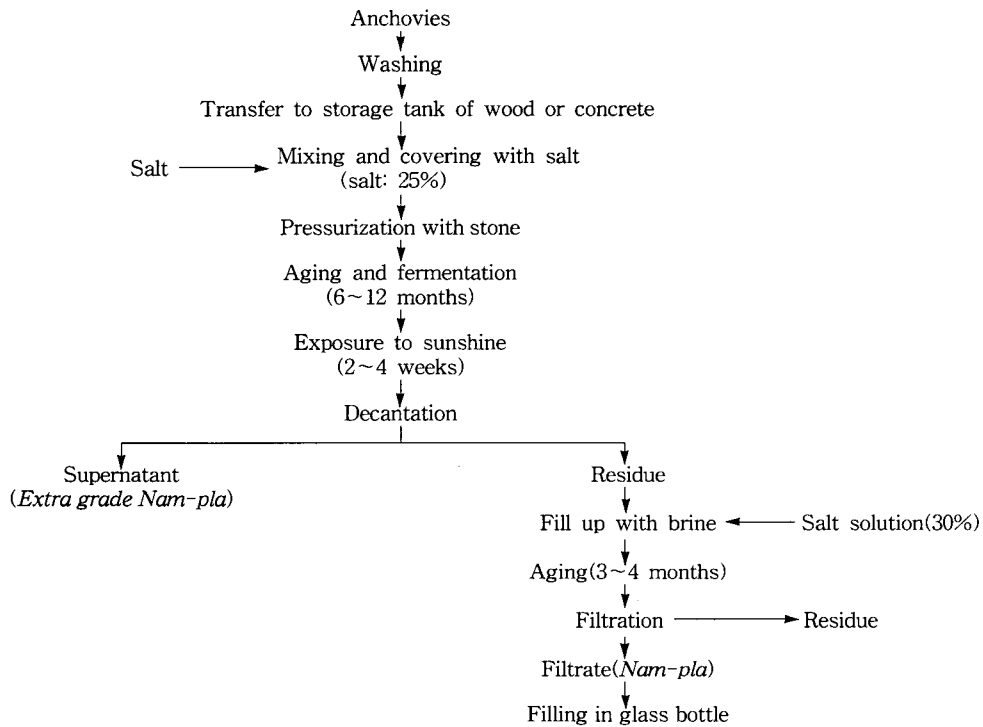 Anchovies
Washing
Transfer to storage tank of wood or concrete
Salt
Mixing and covering with salt
(salt: 25%)
Pressurization with stone
Aging and fermentation
(6~12 months)
Exposure to sunshine
(2~4 weeks)
Decantation
Supernatant
(Extra grade Nam-pla)
Residue
Fill up with brine
Salt solution(30%)
Aging(3~4 months)
Filtration
Residue
Filtrate(Nam-pla)
Filling in glass bottle